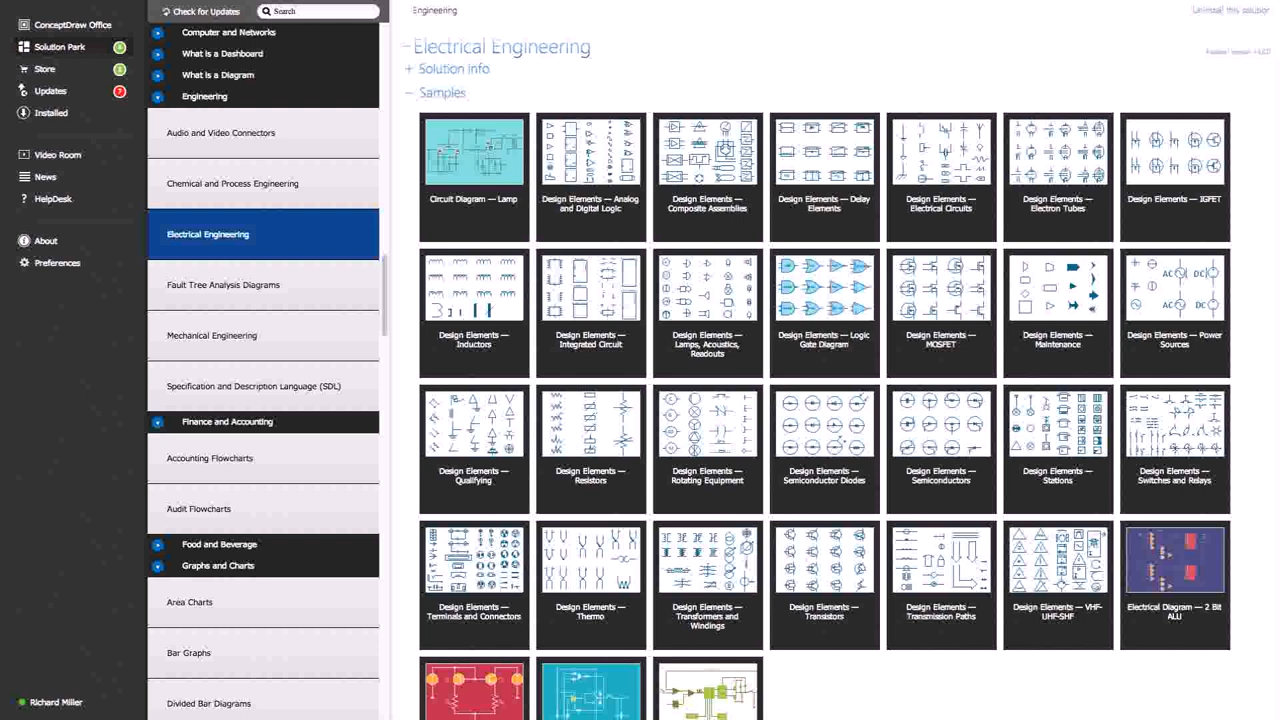 ConceptDraw Office
Solution Park
Store
Updates
7
Installed
Video Room
News
HelpDesk
About
Preferences
Richard Miller
Check for Updates
Search
Computer and Networks
What is a Dashboard
What is a Diagram
Engineering
Audio and Video Connectors
Chemical and Process Engineering
Electrical Engineering
Fault Tree Analysis Diagrams
Mechanical Engineering
Specification and Description Language (SDL)
Finance and Accounting
Accounting Flowcharts
Audit Flowcharts
Food and Beverage
Graphs and Charts
Area Charts
Bar Graphs
Divided Bar Diagrams
Engineering
Uninstall this solution
– Electrical Engineering
+ Solution info
– Samples
Circuit Diagram — Lamp
Design Elements — Analog
and Digital Logic
Design Elements —
Composite Assemblies
Design Elements — Delay
Elements
Design Elements —
Electrical Circuits
Design Elements —
Electron Tubes
Design Elements — IGFET
Design Elements —
Inductors
Design Elements —
Integrated Circuit
Design Elements —
Lamps, Acoustics,
Readouts
Design Elements — Logic
Gate Diagram
Design Elements —
MOSFET
Design Elements —
Maintenance
AC DC
AC DC
Design Elements — Power
Sources
Design Elements —
Qualifying
Design Elements —
Resistors
Design Elements —
Rotating Equipment
Design Elements —
Semiconductor Diodes
Design Elements —
Semiconductors
Design Elements —
Stations
Design Elements —
Switches and Relays
Design Elements —
Terminals and Connectors
Design Elements —
Thermo
Design Elements —
Transformers and
Windings
Design Elements —
Transistors
Design Elements —
Transmission Paths
Design Elements — VHF-
UHF-SHF
Electrical Diagram — 2 Bit
ALU